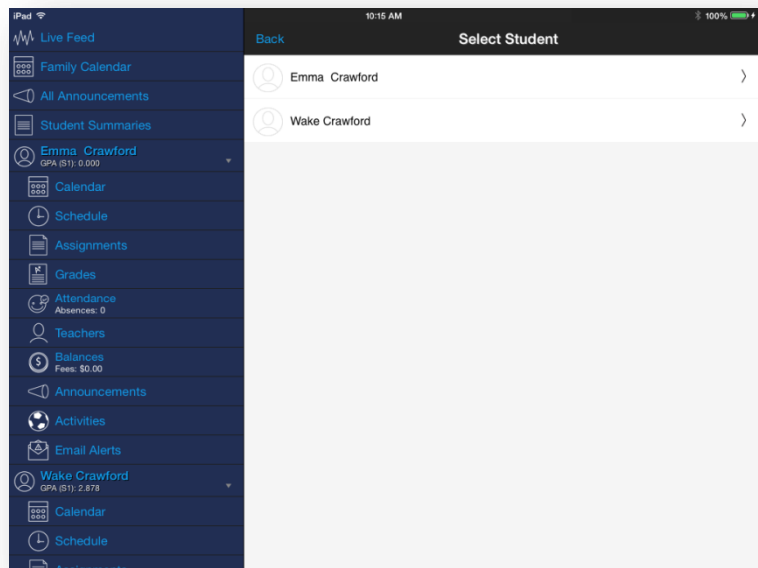 iPad
10:15 AM
100%
Live Feed
Family Calendar
All Announcements
Student Summaries
Emma Crawford
GPA (S1): 0.000
Calendar
Schedule
Assignments
Grades
Attendance
Absences: 0
Teachers
Balances
Fees: $0.00
Announcements
Activities
Email Alerts
Wake Crawford
GPA (S1): 2.878
Calendar
Schedule
Back
Select Student
Emma Crawford
Wake Crawford